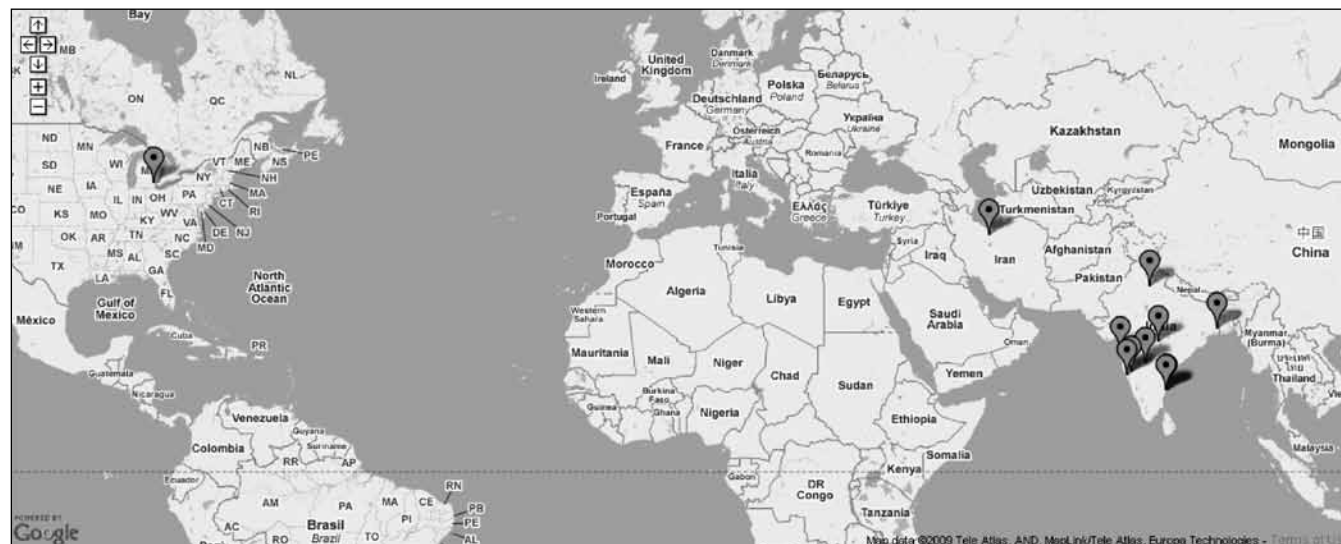 Bay
MB
NL
ON
QC
ND
MN
SD
WI
NE
IA
IL
IN
OH
PA
NY
VT
ME
NB
NS
PE
NH
MA
CT
RI
NJ
DE
MD
CO
KS
MO
KY
WV
VA
OK
AR
TN
NC
TX
MS
AL
SC
LA
GA
FL
México
Gulf of
Mexico
North
Atlantic
Ocean
Cuba
PR
Guatemala
Nicaragua
Venezuela
Guyana
Suriname
Colombia
Ecuador
RR
AP
AM
PA
MA
CE
RN
PB
PE
AL
PI
TO
AC
RO
Brasil
Brazil
United
Kingdom
Ireland
Danmark
Denmark
Deutschland
Germany
Polska
Poland
Беларусь
Belarus
Україна
Ukraine
Österreich
Austria
France
Romania
Italia
Italy
España
Spain
Portugal
Ελλάς
Greece
Türkiye
Turkey
Kazakhstan
Mongolia
Uzbekistan
Kyrgyzstan
Turkmenistan
中国
China
Syria
Iraq
Iran
Afghanistan
Pakistan
Nepal
Tunisia
Morocco
Algeria
Libya
Egypt
Western
Sahara
Saudi
Arabia
Oman
Yemen
Mauritania
Mali
Niger
Chad
Sudan
Burkina
Faso
Guinea
Ghana
Nigeria
Ethiopia
Somalia
Kenya
Gabon
DR
Congo
Tanzania
Myanmar
(Burma)
Thailand
Malaysia
POWERED BY
Google
Map data ©2009 Tele Atlas, AND, MapLink/Tele Atlas, Europa Technologies -